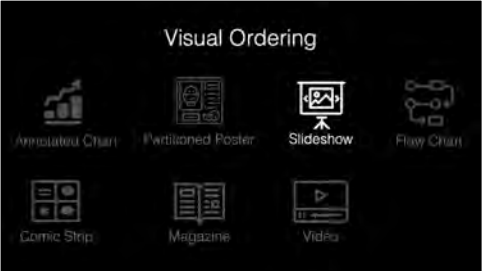 Visual Ordering
Annotated Chart Partitioned Poster Slideshow Flow Chart
Comic Strip Magazine Video